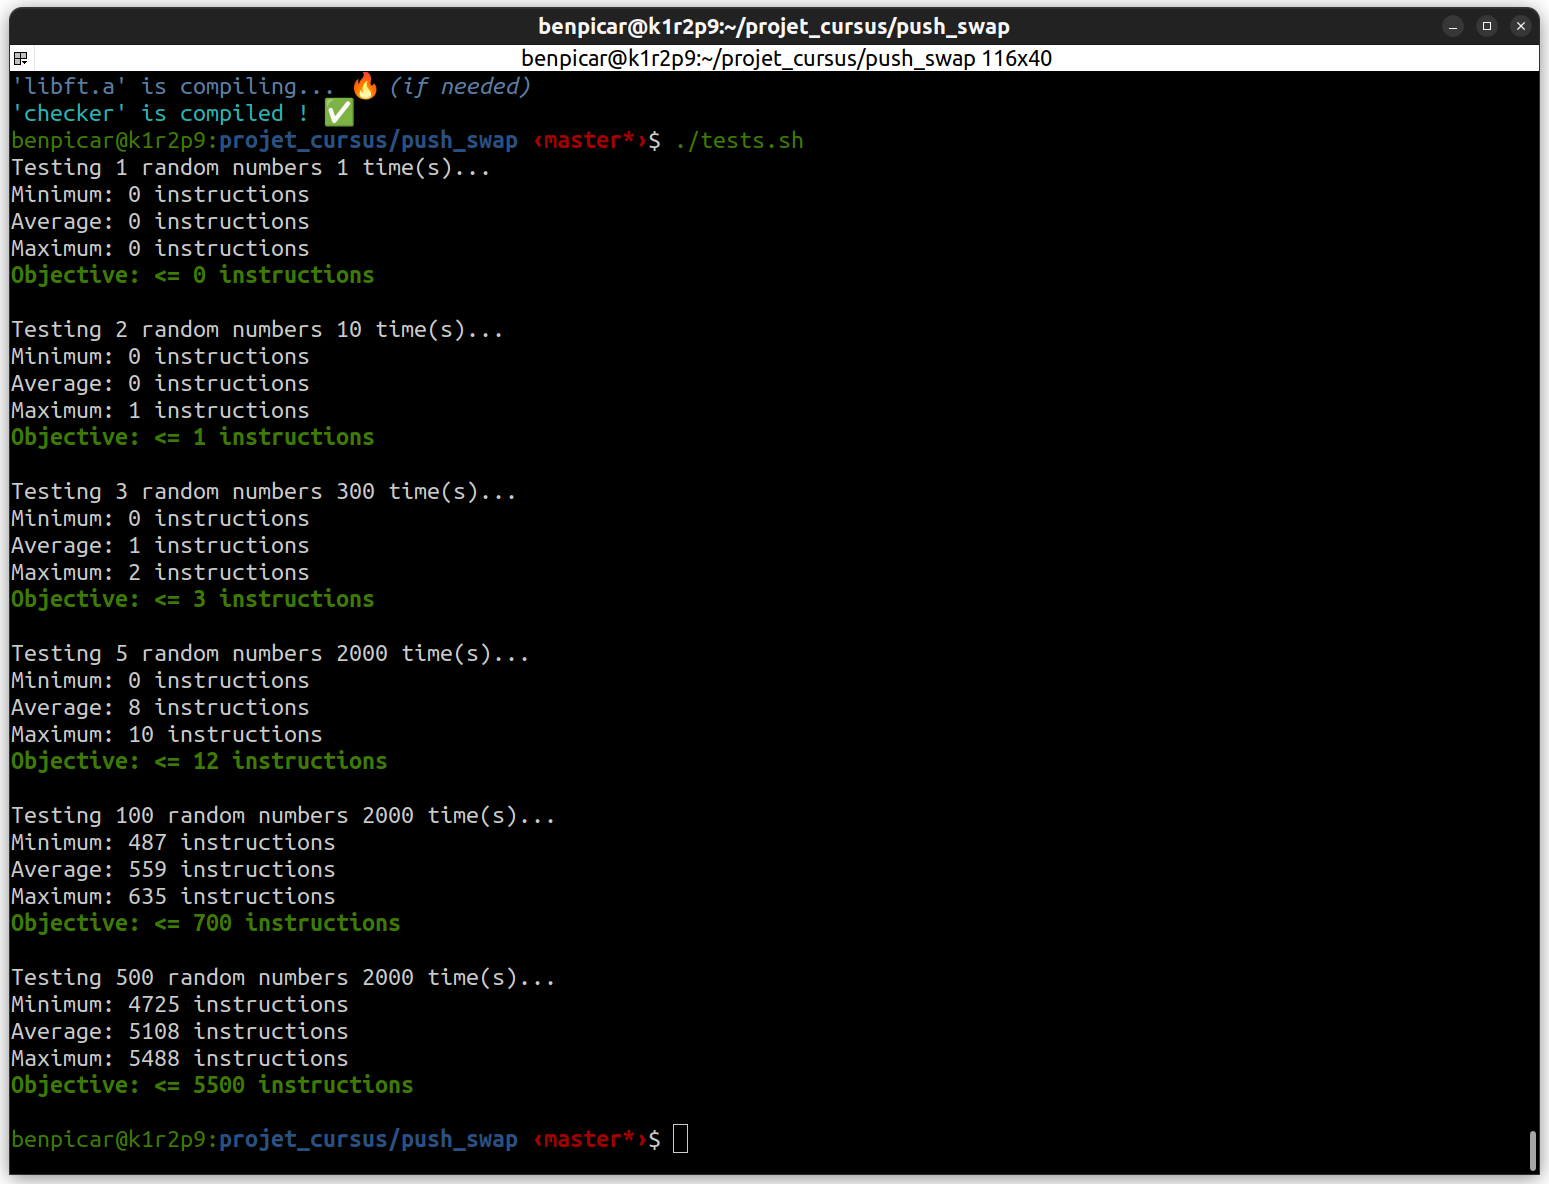 benpicar@k1r2p9:~/projet_cursus/push_swap
benpicar@k1r2p9:~/projet_cursus/push_swap 116x40
'libft.a' is compiling... 🔥 (if needed)
'checker' is compiled ! ✅
benpicar@k1r2p9:projet_cursus/push_swap ‹master*›$ ./tests.sh
Testing 1 random numbers 1 time(s)...
Minimum: 0 instructions
Average: 0 instructions
Maximum: 0 instructions
Objective: <= 0 instructions
Testing 2 random numbers 10 time(s)...
Minimum: 0 instructions
Average: 0 instructions
Maximum: 1 instructions
Objective: <= 1 instructions
Testing 3 random numbers 300 time(s)...
Minimum: 0 instructions
Average: 1 instructions
Maximum: 2 instructions
Objective: <= 3 instructions
Testing 5 random numbers 2000 time(s)...
Minimum: 0 instructions
Average: 8 instructions
Maximum: 10 instructions
Objective: <= 12 instructions
Testing 100 random numbers 2000 time(s)...
Minimum: 487 instructions
Average: 559 instructions
Maximum: 635 instructions
Objective: <= 700 instructions
Testing 500 random numbers 2000 time(s)...
Minimum: 4725 instructions
Average: 5108 instructions
Maximum: 5488 instructions
Objective: <= 5500 instructions
benpicar@k1r2p9:projet_cursus/push_swap ‹master*›$